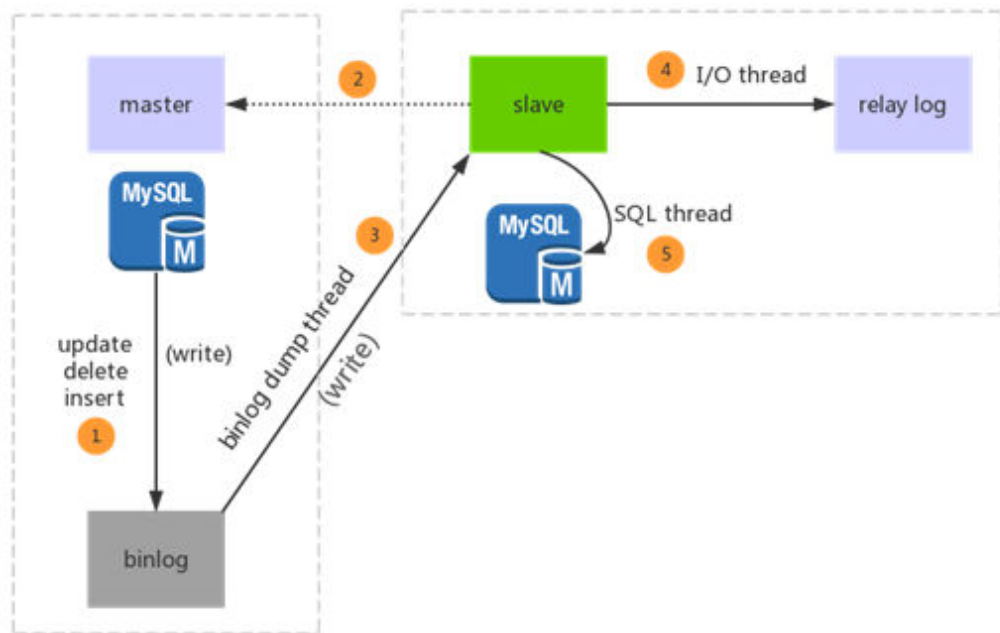 master
2
slave
4
I/O thread
relay log
MySQL
M
3
MySQL
M
SQL thread
5
update
delete
insert
(write)
1
binlog dump thread
(write)
binlog